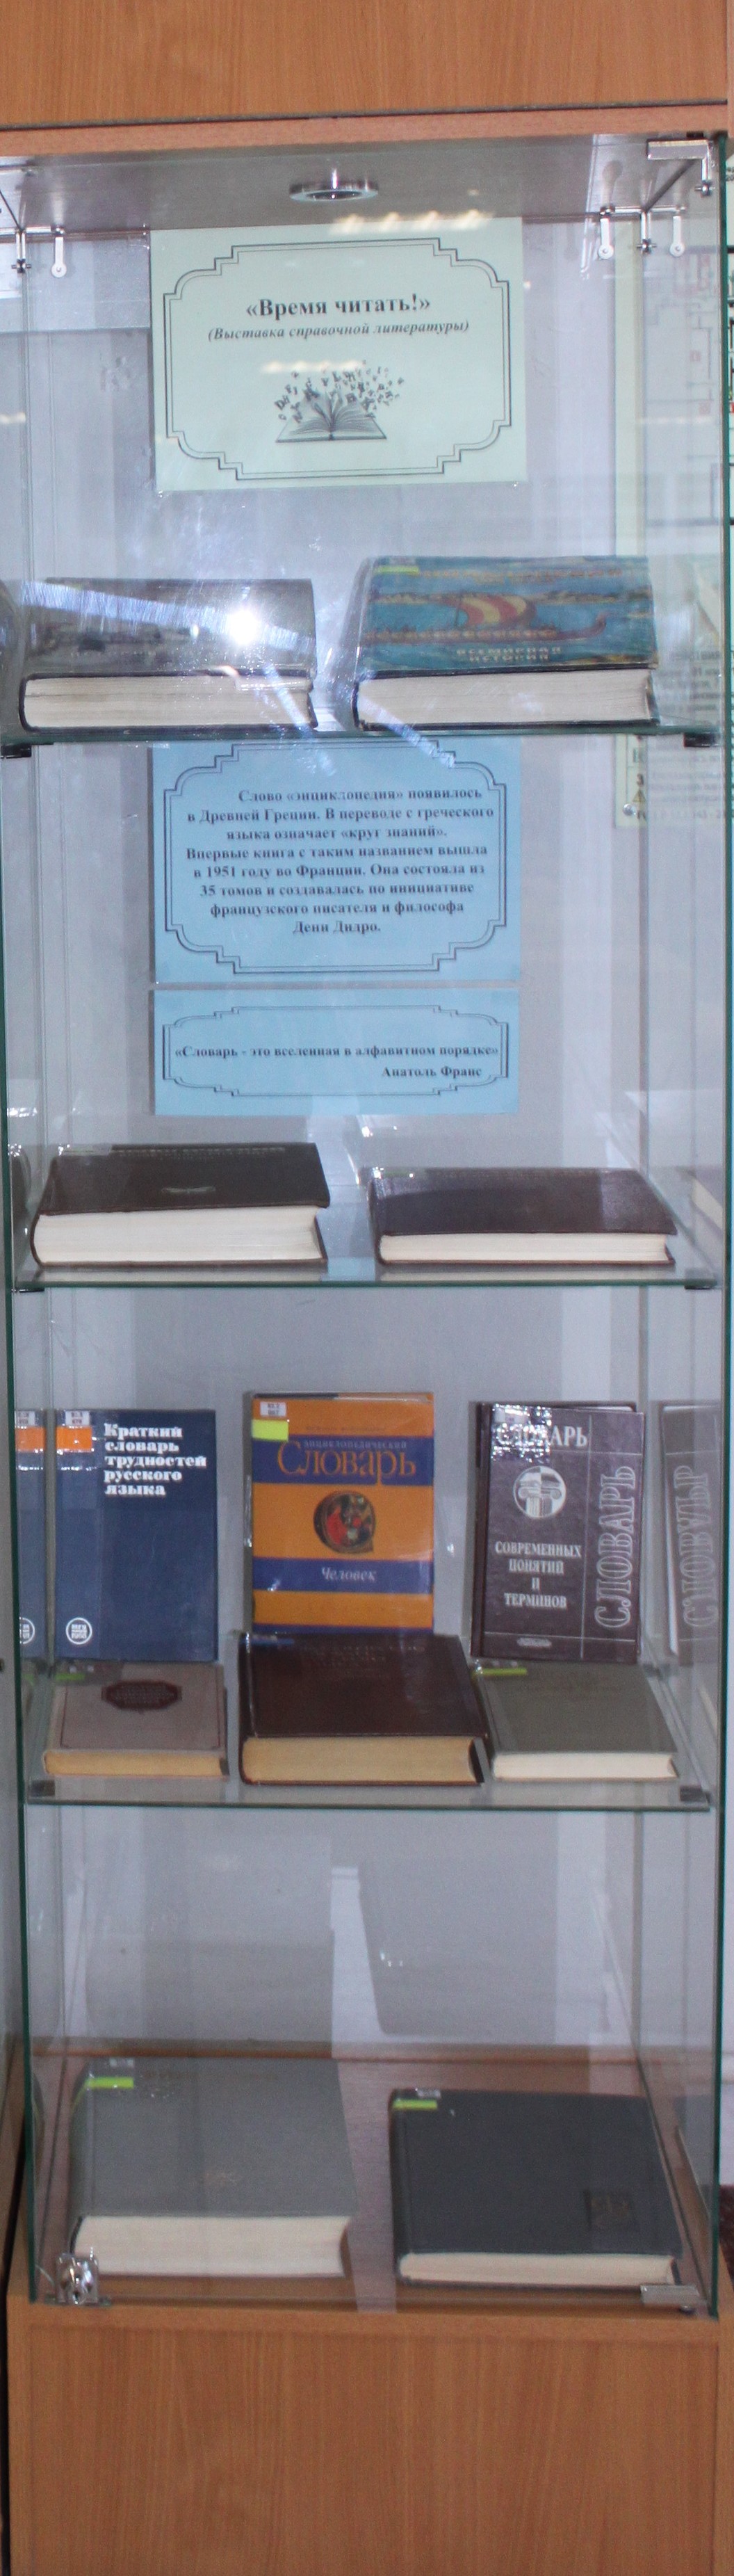 «Время читать!»
(Выставка справочной литературы)
ВСЕМИРНАЯ
ИСТОРИЯ
Слово «энциклопедия» появилось
в Древней Греции. В переводе с греческого
языка означает «круг знаний».
Впервые книга с таким названием вышла
в 1951 году во Франции. Она состояла из
35 томов и создавалась по инициативе
французского писателя и философа
Дени Дидро.
«Словарь - это вселенная в алфавитном порядке»
Анатоль Франс
Краткий
словарь
трудностей
русского
языка
энциклопедический
Словарь
Человек
СЛОВАРЬ
СОВРЕМЕННЫХ
ПОНЯТИЙ
И
ТЕРМИНОВ
СЛОВАРЬ